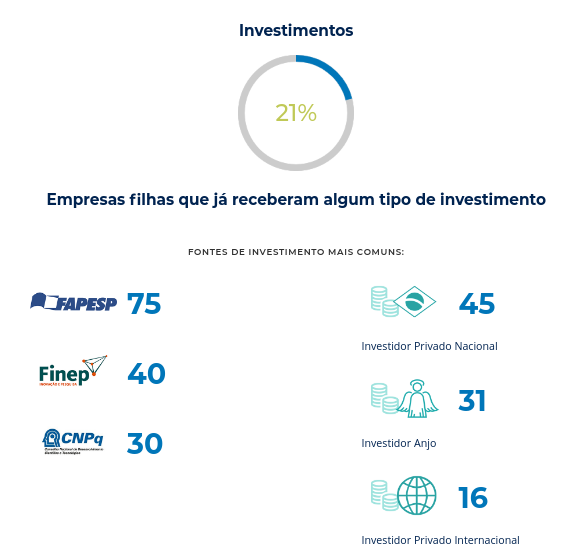 Investimentos
21%
Empresas filhas que já receberam algum tipo de investimento
FONTES DE INVESTIMENTO MAIS COMUNS:
FAPESP 75
Finep 40
INOVAÇÃO E PESQUISA
CNPq 30
Conselho Nacional de Desenvolvimento
Científico e Tecnológico
45
Investidor Privado Nacional
31
Investidor Anjo
16
Investidor Privado Internacional